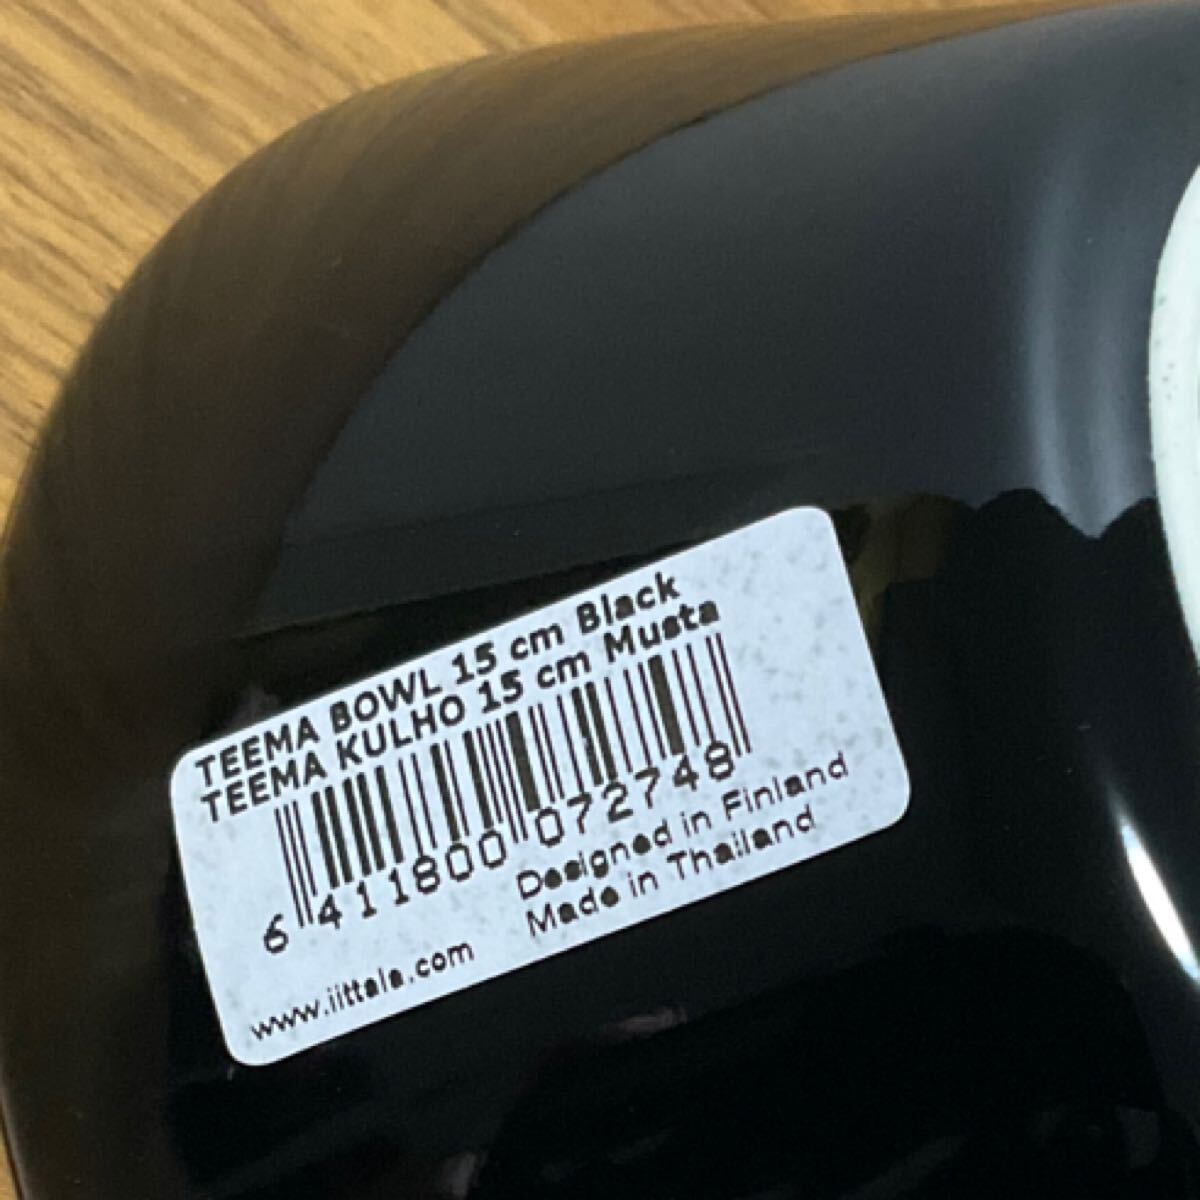 TEEMA BOWL 15 cm Black
TEEMA KULHO 15 cm Musta
6 411800 072748
Designed in Finland
Made in Thailand
www.iittala.com